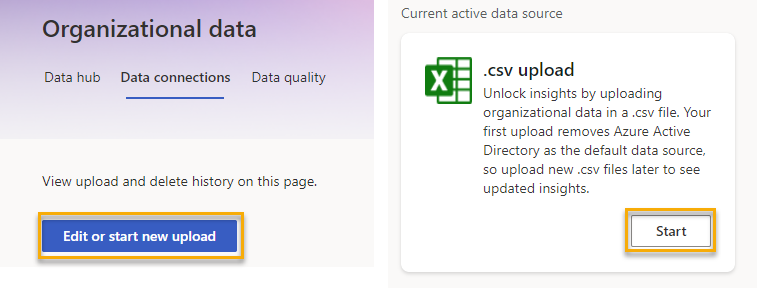 Organizational data
Data hub Data connections Data quality
View upload and delete history on this page.
Edit or start new upload
Current active data source
.csv upload
Unlock insights by uploading
organizational data in a .csv file. Your
first upload removes Azure Active
Directory as the default data source,
so upload new .csv files later to see
updated insights.
Start